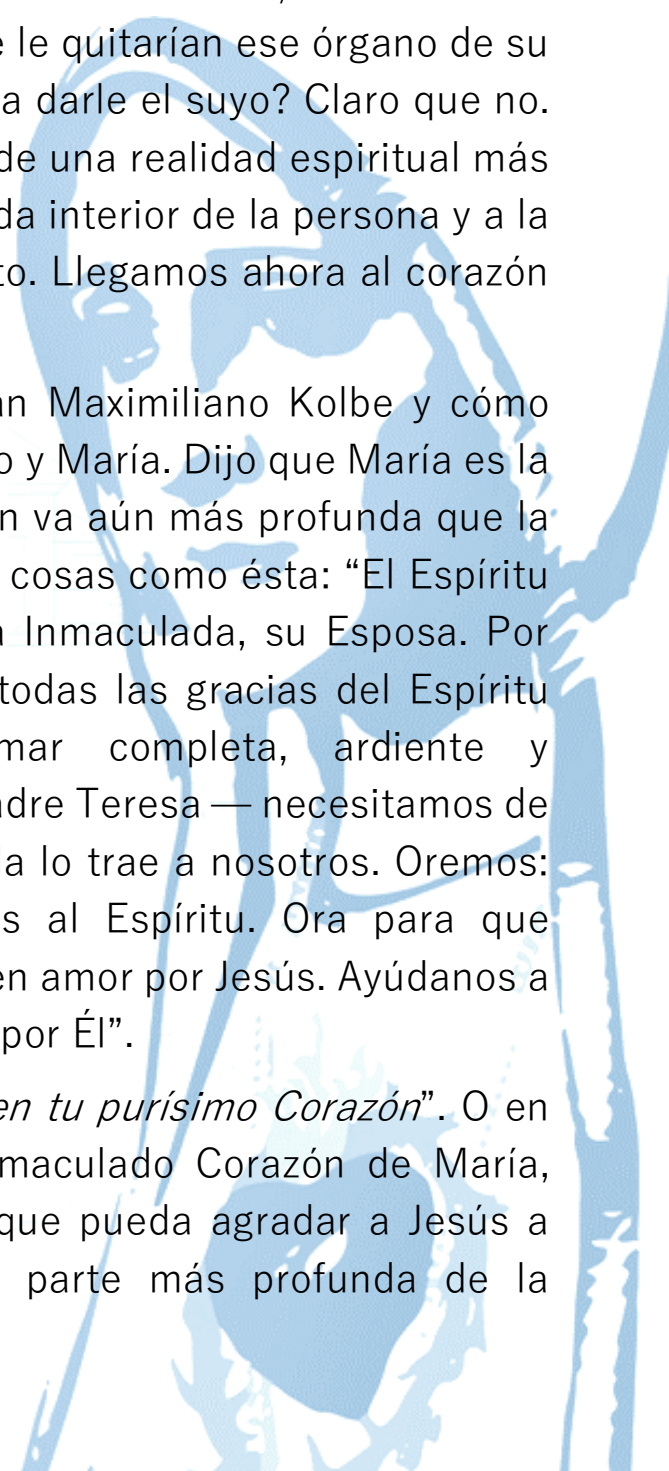 le quitarían ese órgano de su
a darle el suyo? Claro que no.
de una realidad espiritual más
da interior de la persona y a la
to. Llegamos ahora al corazón
an Maximiliano Kolbe y cómo
o y María. Dijo que María es la
n va aún más profunda que la
cosas como ésta: “El Espíritu
a Inmaculada, su Esposa. Por
todas las gracias del Espíritu
mar completa, ardiente y
adre Teresa — necesitamos de
la lo trae a nosotros. Oremos:
s al Espíritu. Ora para que
en amor por Jesús. Ayúdanos a
por Él”.
en tu purísimo Corazón”. O en
nmaculado Corazón de María,
que pueda agradar a Jesús a
parte más profunda de la